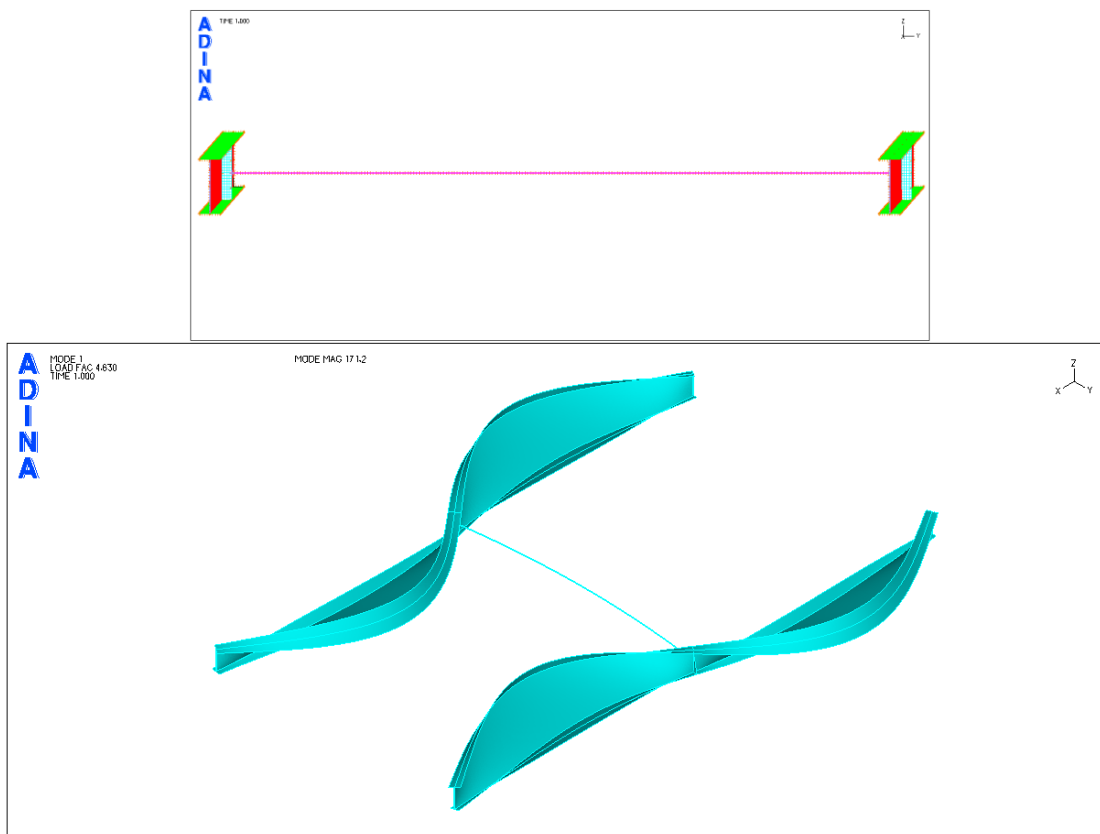 ADINA
TIME 1.000
Z
X Y
ADINA
MODE 1
LOAD FAC 4.630
TIME 1.000
MODE MAG 171.2
Z
X Y